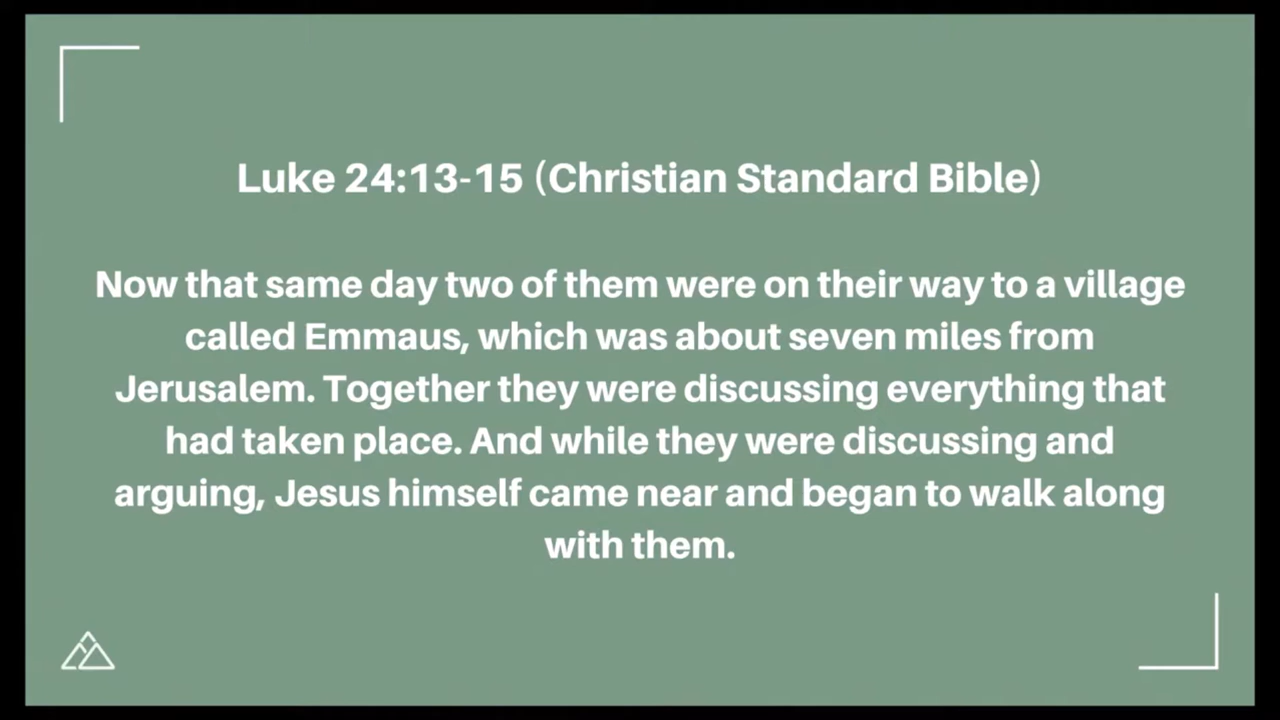 Luke 24:13-15 (Christian Standard Bible)
Now that same day two of them were on their way to a village
called Emmaus, which was about seven miles from
Jerusalem. Together they were discussing everything that
had taken place. And while they were discussing and
arguing, Jesus himself came near and began to walk along
with them.